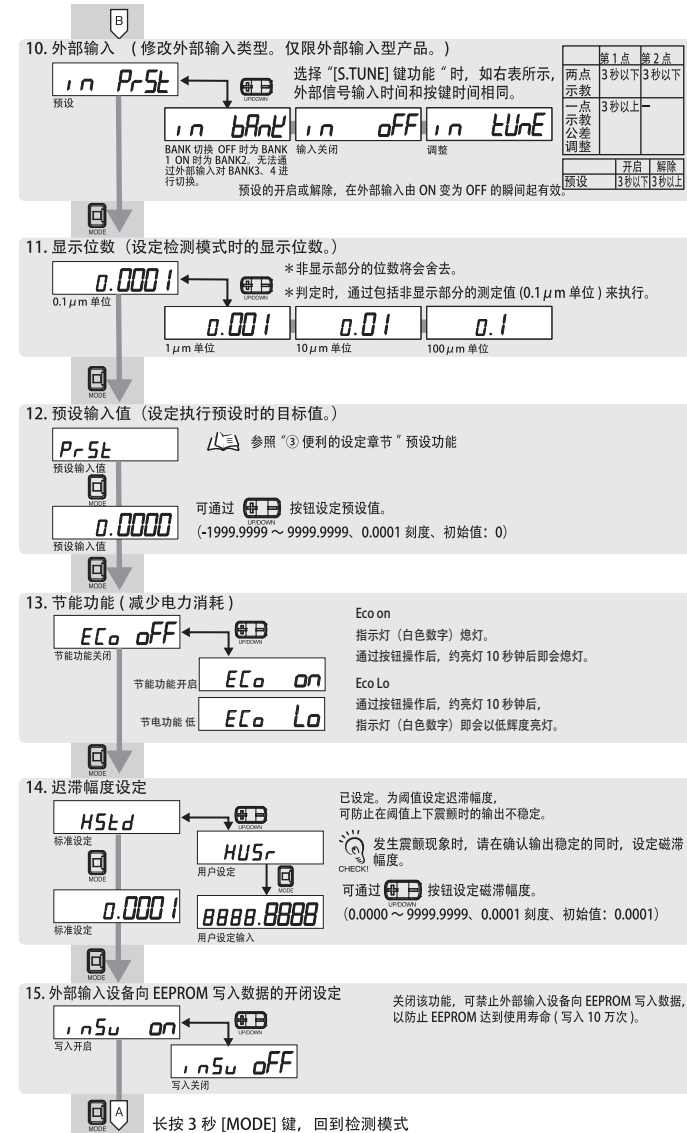 B
10. 外部输入 （修改外部输入类型。仅限外部输入型产品。)
in PrSt
预设
UP/DOWN
选择 “[S.TUNE] 键功能 “ 时，如右表所示，
外部信号输入时间和按键时间相同。
第1点 第2点
两点示教 3秒以下 3秒以下
一点示教公差调整 3秒以上 −
开启 解除
预设 3秒以下 3秒以上
in bAnK
BANK 切换 OFF 时为 BANK
1 ON 时为 BANK2。无法通
过外部输入对 BANK3、4 进
行切换。
in oFF
输入关闭
in tUnE
调整
预设的开启或解除，在外部输入由 ON 变为 OFF 的瞬间起有效。
MODE
11. 显示位数（设定检测模式时的显示位数。）
0.0001
0.1 μm 单位
UP/DOWN
＊非显示部分的位数将会舍去。
＊判定时，通过包括非显示部分的测定值 (0.1 μm 单位 ) 来执行。
0.001
1μm 单位
0.01
10μm 单位
0.1
100μm 单位
MODE
12. 预设输入值（设定执行预设时的目标值。）
PrSt
预设输入值
参照 “③ 便利的设定章节 ” 预设功能
MODE
0.0000
预设输入值
可通过 UP/DOWN 按钮设定预设值。
（-1999.9999 ～ 9999.9999、0.0001 刻度、初始值：0）
MODE
13. 节能功能 ( 减少电力消耗 )
ECo oFF
节能功能关闭
UP/DOWN
节能功能开启 ECo on
节电功能 低 ECo Lo
Eco on
指示灯（白色数字）熄灯。
通过按钮操作后，约亮灯 10 秒钟后即会熄灯。
Eco Lo
通过按钮操作后，约亮灯 10 秒钟后，
指示灯（白色数字）即会以低辉度亮灯。
MODE
14. 迟滞幅度设定
HStd
标准设定
UP/DOWN
MODE
0.0001
标准设定
HUSr
用户设定
MODE
8888.8888
用户设定输入
已设定。为阈值设定迟滞幅度，
可防止在阈值上下震颤时的输出不稳定。
CHECK!
发生震颤现象时，请在确认输出稳定的同时，设定磁滞
幅度。
可通过 UP/DOWN 按钮设定磁滞幅度。
（0.0000 ～ 9999.9999、0.0001 刻度、初始值：0.0001）
MODE
15. 外部输入设备向 EEPROM 写入数据的开闭设定
inSu on
写入开启
UP/DOWN
inSu oFF
写入关闭
关闭该功能，可禁止外部输入设备向 EEPROM 写入数据，
以防止 EEPROM 达到使用寿命 ( 写入 10 万次 )。
MODE
A
长按 3 秒 [MODE] 键，回到检测模式